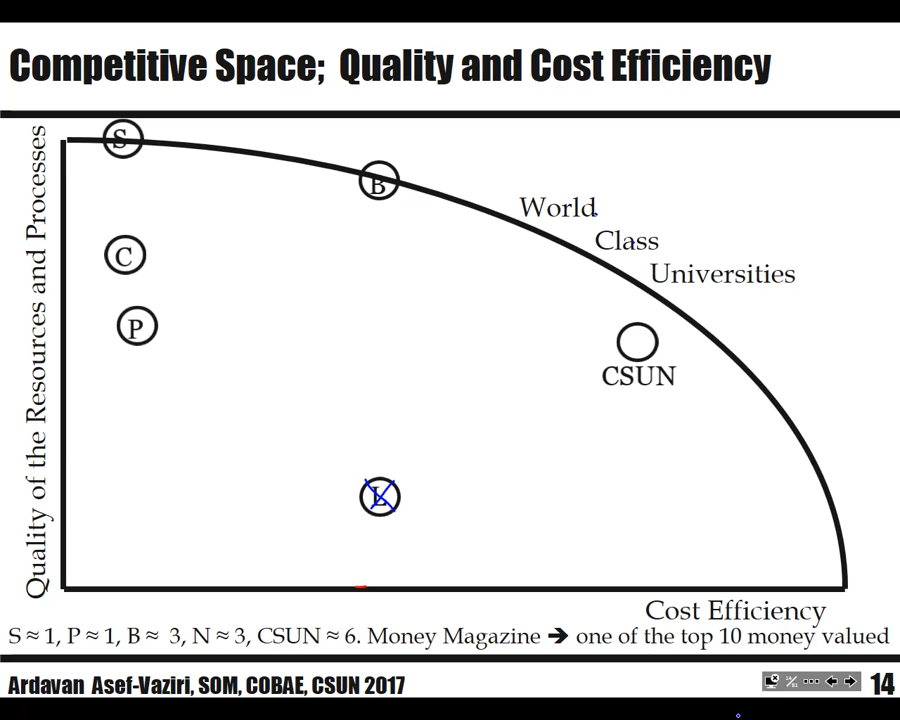 Competitive Space; Quality and Cost Efficiency
Quality of the Resources and Processes
S
B
World
Class
C
Universities
P
CSUN
L
Cost Efficiency
S ≈ 1, P ≈ 1, B ≈ 3, N ≈ 3, CSUN ≈ 6. Money Magazine ➔ one of the top 10 money valued
Ardavan Asef-Vaziri, SOM, COBAE, CSUN 2017
14